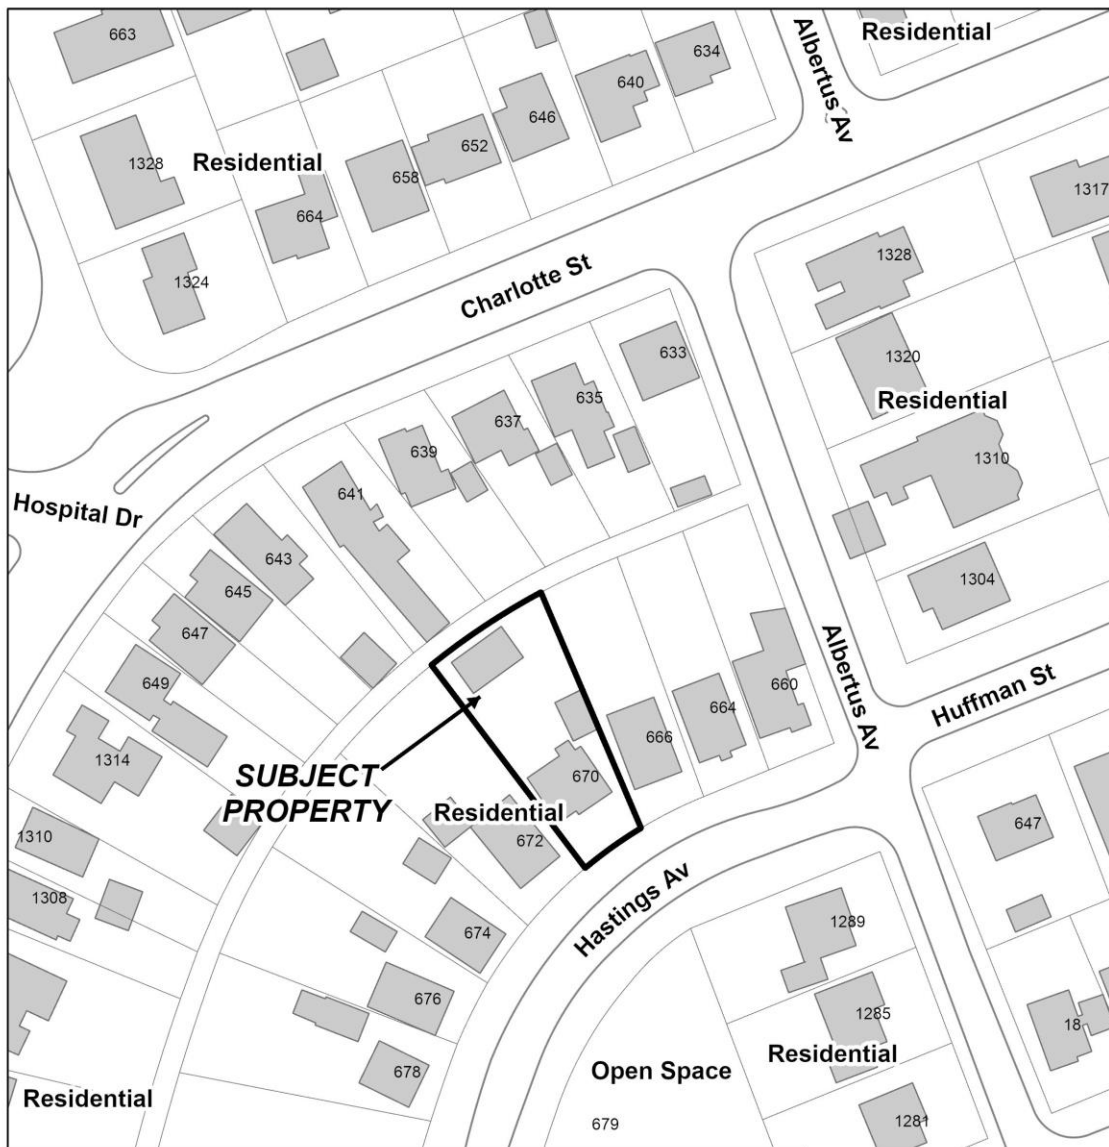 663
634
Residential
640
Albertus Av
646
652
1328
Residential
658
1317
664
1324
1328
Charlotte St
633
1320
635
Residential
637
639
1310
641
Hospital Dr
643
1304
645
647
649
Albertus Av
660
Huffman St
664
666
1314
SUBJECT
PROPERTY
670
Residential
672
647
1310
1308
Hastings Av
1289
674
676
1285
18
Residential
678
Open Space
Residential
679
1281